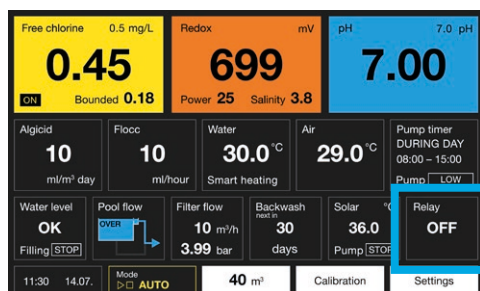 Free chlorine 0.5 mg/L
0.45
ON Bounded 0.18
Redox mV
699
Power 25 Salinity 3.8
pH 7.0 pH
7.00
Algicid
10
ml/m³ day
Flocc
10
ml/hour
Water
30.0 °C
Smart heating
Air
29.0 °C
Pump timer
DURING DAY
08:00 – 15:00
Pump LOW
Water level
OK
Filling STOP
Pool flow
OVER
Filter flow
10 m³/h
3.99 bar
Backwash
next in
30
days
Solar °C
36.0
Pump STOP
Relay
OFF
11:30 14.07.
Mode
AUTO
40 m³
Calibration
Settings